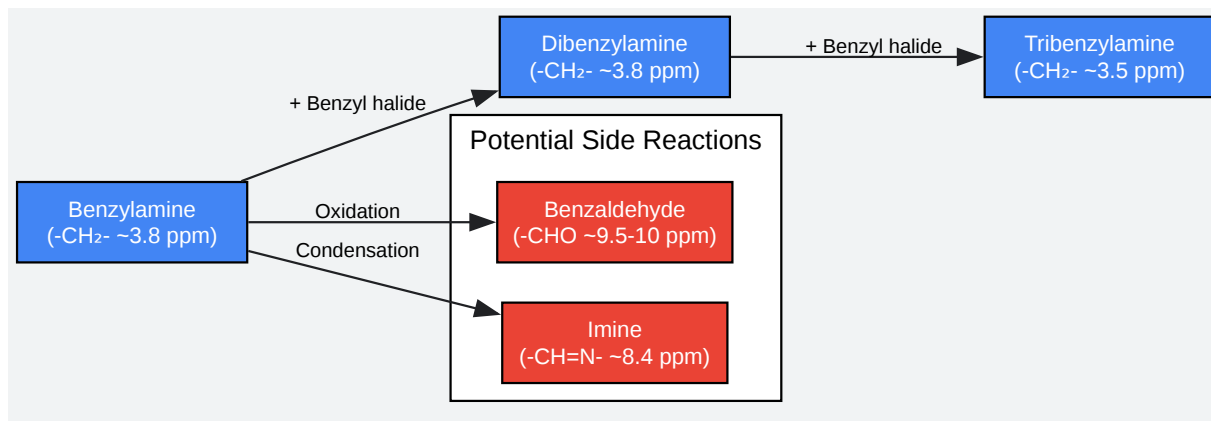 Dibenzylamine
(-CH₂- ~3.8 ppm)
+ Benzyl halide
Tribenzylamine
(-CH₂- ~3.5 ppm)
+ Benzyl halide
Potential Side Reactions
Benzylamine
(-CH₂- ~3.8 ppm)
Oxidation
Benzaldehyde
(-CHO ~9.5-10 ppm)
Condensation
Imine
(-CH=N- ~8.4 ppm)